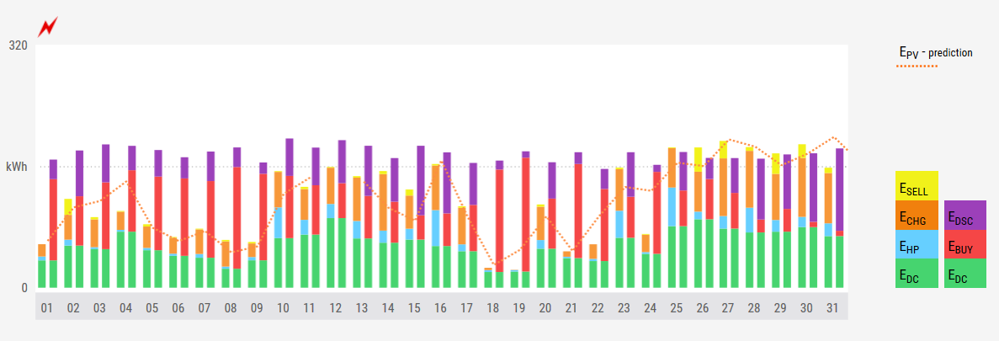 320
EPV - prediction
kWh
ESELL
ECHG EDSC
EHP EBUY
EDC EDC
0
01 02 03 04 05 06 07 08 09 10 11 12 13 14 15 16 17 18 19 20 21 22 23 24 25 26 27 28 29 30 31